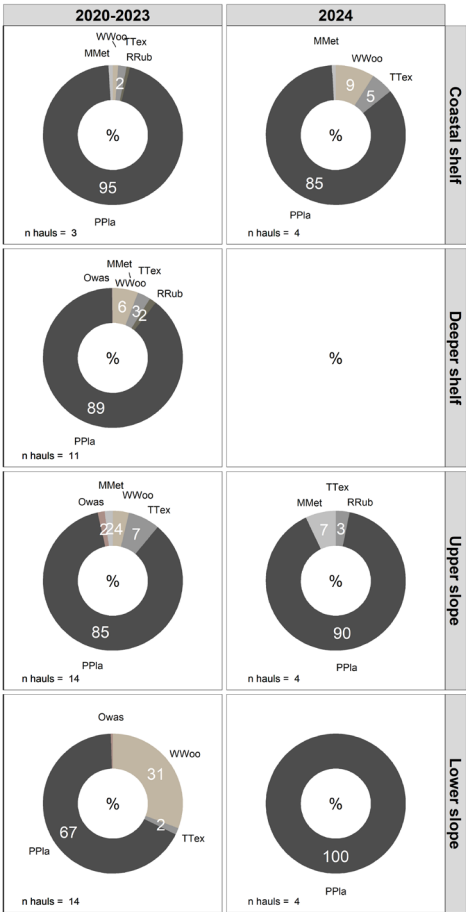 2020-2023
2024
WWoo
TTex
MMet
RRub
2
%
95
PPla
n hauls = 3
MMet
WWoo
TTex
9
5
%
85
PPla
n hauls = 4
Coastal shelf
MMet
TTex
Owas
WWoo
RRub
6
3
2
%
89
PPla
n hauls = 11
%
Deeper shelf
MMet
WWoo
Owas
TTex
2
2
4
7
%
85
PPla
n hauls = 14
TTex
MMet
RRub
7
3
%
90
PPla
n hauls = 4
Upper slope
Owas
WWoo
31
%
2
67
TTex
PPla
n hauls = 14
%
100
PPla
n hauls = 4
Lower slope